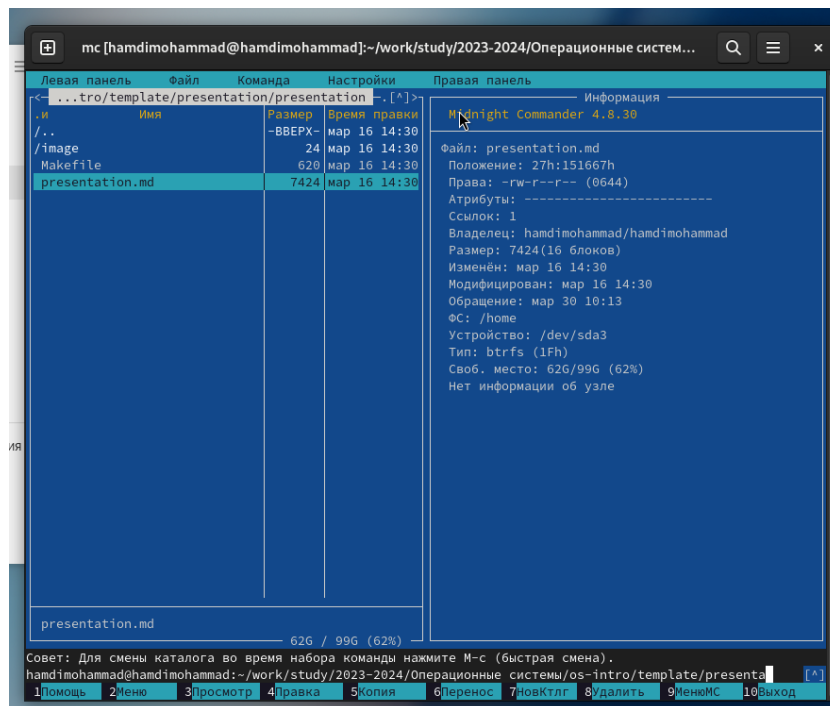 mc [hamdimohammad@hamdimohammad]:~/work/study/2023-2024/Операционные систем...
Левая панель Файл Команда Настройки Правая панель
<─ ...tro/template/presentation/presentation ─.[^]>
.и Имя Размер Время правки
/.. -ВВЕРХ- мар 16 14:30
/image 24 мар 16 14:30
Makefile 620 мар 16 14:30
presentation.md 7424 мар 16 14:30
presentation.md
62G / 99G (62%)
Информация
Midnight Commander 4.8.30
Файл: presentation.md
Положение: 27h:151667h
Права: -rw-r--r-- (0644)
Атрибуты: -------------------------
Ссылок: 1
Владелец: hamdimohammad/hamdimohammad
Размер: 7424(16 блоков)
Изменён: мар 16 14:30
Модифицирован: мар 16 14:30
Обращение: мар 30 10:13
ФС: /home
Устройство: /dev/sda3
Тип: btrfs (1Fh)
Своб. место: 62G/99G (62%)
Нет информации об узле
ия
Совет: Для смены каталога во время набора команды нажмите M-c (быстрая смена).
hamdimohammad@hamdimohammad:~/work/study/2023-2024/Операционные системы/os-intro/template/presenta [^]
1Помощь 2Меню 3Просмотр 4Правка 5Копия 6Перенос 7НовКтлг 8Удалить 9МенюМС 10Выход